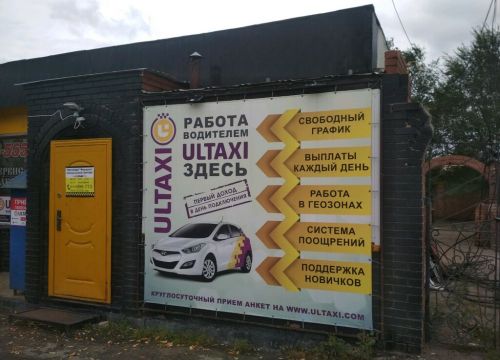 ULTAXI
РАБОТА
ВОДИТЕЛЕМ
ULTAXI
ЗДЕСЬ
ПЕРВЫЙ ДОХОД
В ДЕНЬ ПОДКЛЮЧЕНИЯ
СВОБОДНЫЙ
ГРАФИК
ВЫПЛАТЫ
КАЖДЫЙ ДЕНЬ
РАБОТА
В ГЕОЗОНАХ
СИСТЕМА
ПООЩРЕНИЙ
ПОДДЕРЖКА
НОВИЧКОВ
КРУГЛОСУТОЧНЫЙ ПРИЕМ АНКЕТ НА WWW.ULTAXI.COM